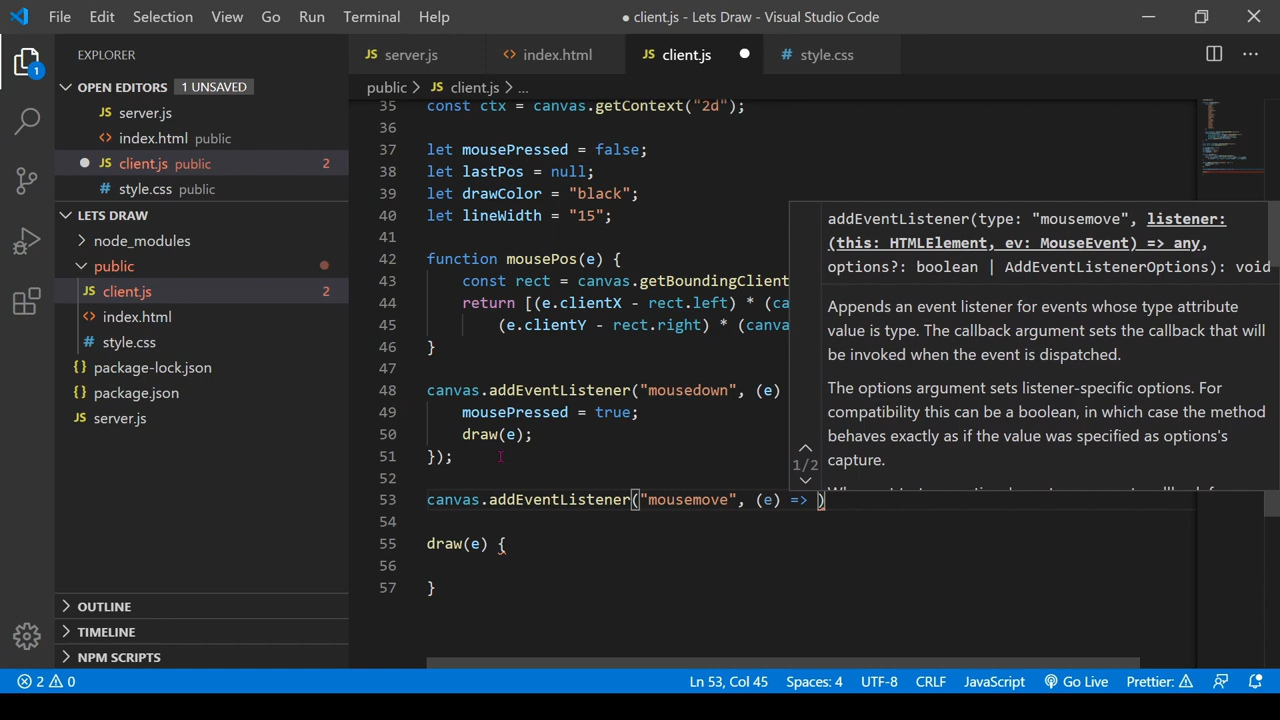 File Edit Selection View Go Run Terminal Help ● client.js - Lets Draw - Visual Studio Code
EXPLORER
OPEN EDITORS 1 UNSAVED
JS server.js
<> index.html public
● client.js public 2
# style.css public
LETS DRAW
node_modules
public
JS client.js 2
<> index.html
# style.css
{} package-lock.json
{} package.json
JS server.js
OUTLINE
TIMELINE
NPM SCRIPTS
1
JS server.js <> index.html JS client.js ● # style.css
public > JS client.js > ...
35 const ctx = canvas.getContext("2d");
36
37 let mousePressed = false;
38 let lastPos = null;
39 let drawColor = "black";
40 let lineWidth = "15";
41
42 function mousePos(e) {
43 const rect = canvas.getBoundingClient
44 return [(e.clientX - rect.left) * (ca
45 (e.clientY - rect.right) * (canva
46 }
47
48 canvas.addEventListener("mousedown", (e)
49 mousePressed = true;
50 draw(e);
51 });
52
53 canvas.addEventListener("mousemove", (e) => )
54
55 draw(e) {
56
57 }
addEventListener(type: "mousemove", listener:
(this: HTMLElement, ev: MouseEvent) => any,
options?: boolean | AddEventListenerOptions): void
Appends an event listener for events whose type attribute
value is type. The callback argument sets the callback that will
be invoked when the event is dispatched.
The options argument sets listener-specific options. For
compatibility this can be a boolean, in which case the method
behaves exactly as if the value was specified as options's
capture.
1/2
2 0 Ln 53, Col 45 Spaces: 4 UTF-8 CRLF JavaScript Go Live Prettier: